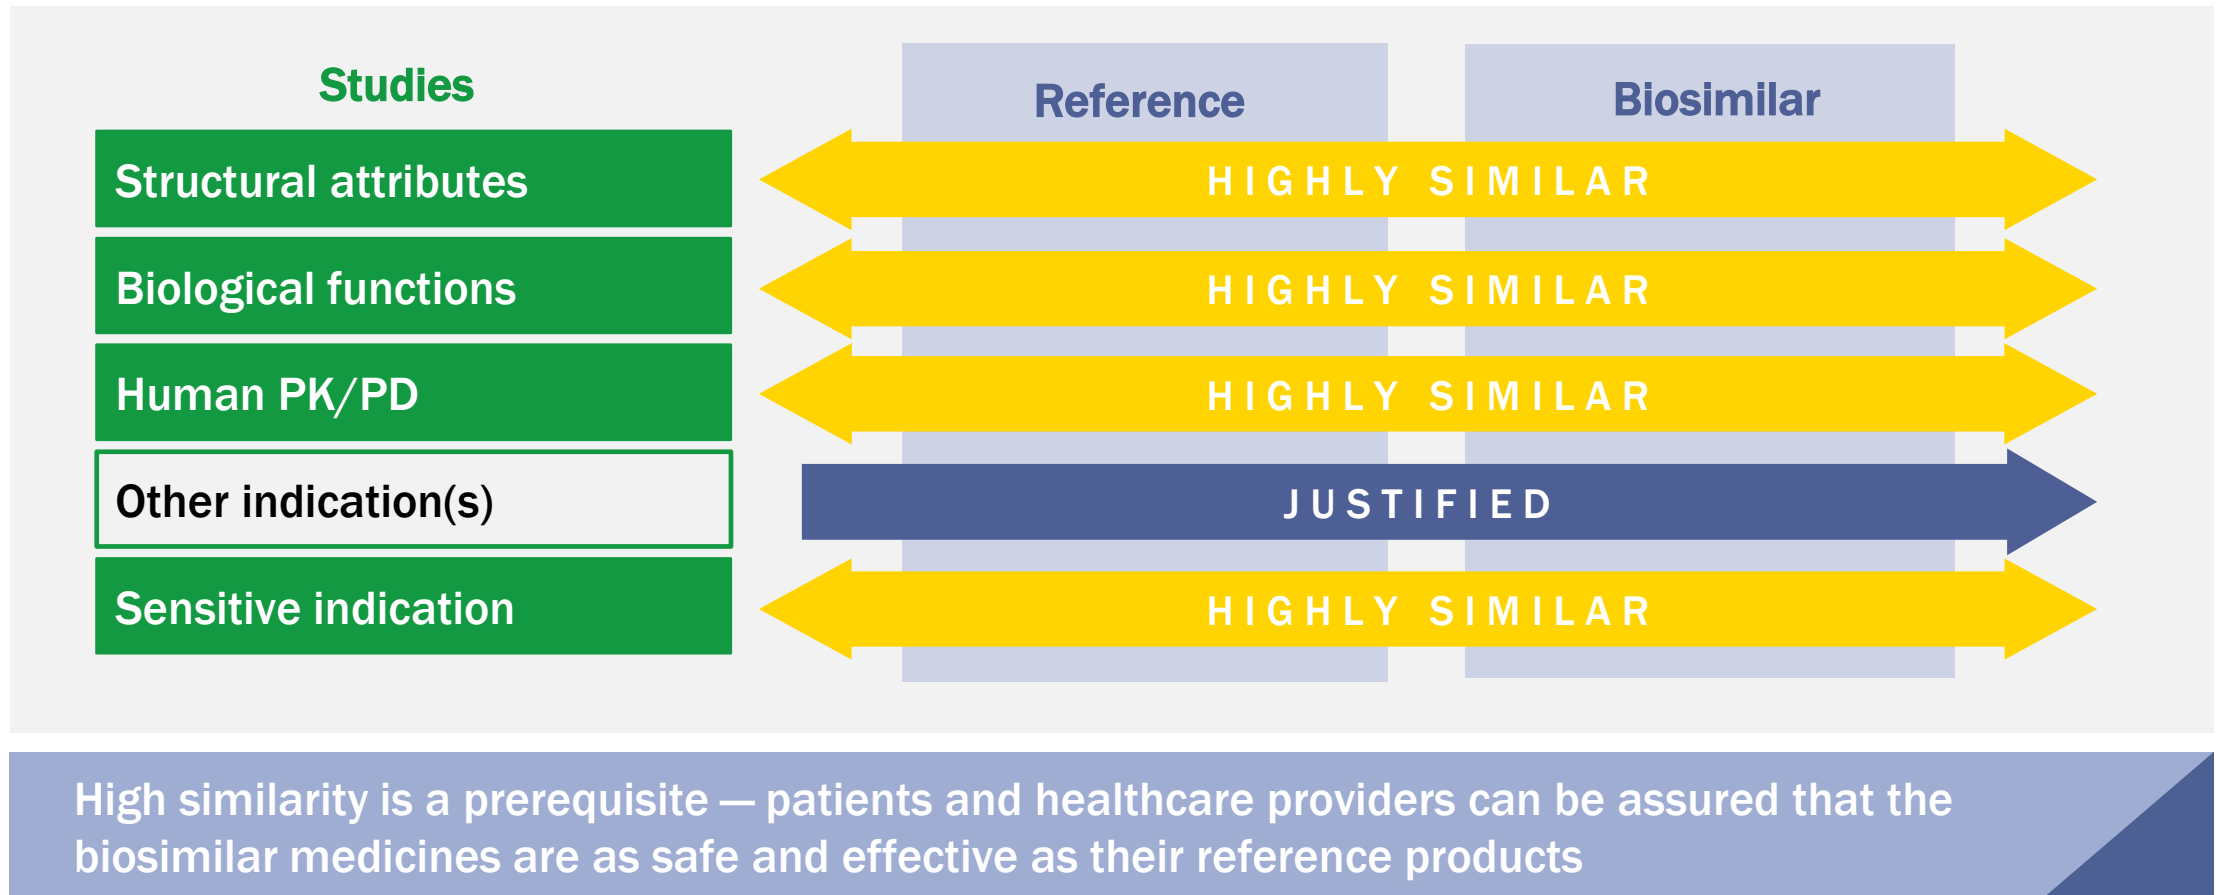 Studies
Reference
Biosimilar
Structural attributes
HIGHLY SIMILAR
Biological functions
HIGHLY SIMILAR
Human PK/PD
HIGHLY SIMILAR
Other indication(s)
JUSTIFIED
Sensitive indication
HIGHLY SIMILAR
High similarity is a prerequisite — patients and healthcare providers can be assured that the
biosimilar medicines are as safe and effective as their reference products